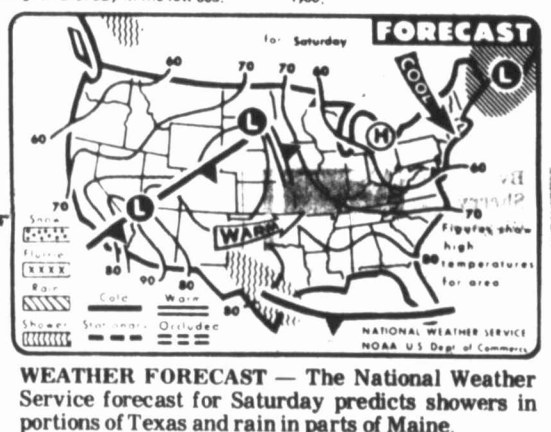 for Saturday
FORECAST
60
70
70
60
L
COOL
L
H
60
60
L
70
70
WARM
Figures show
high
temperatures
for area
Snow
Flurries
Rain
Showers
80
90
80
80
80
Cold
Warm
Stationary
Occluded
NATIONAL WEATHER SERVICE
NOAA U S Dept of Commerce
WEATHER FORECAST — The National Weather
Service forecast for Saturday predicts showers in
portions of Texas and rain in parts of Maine.